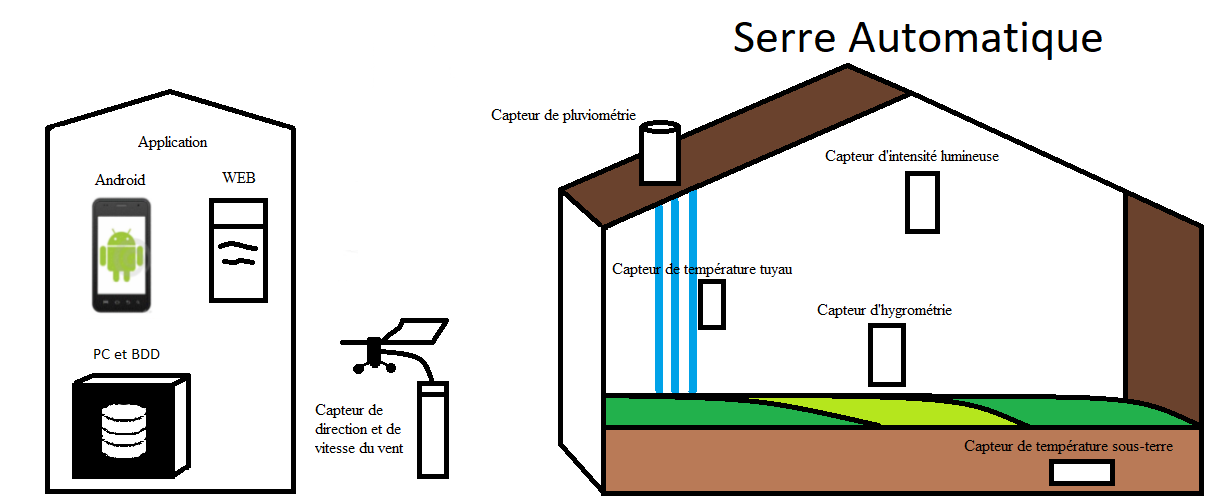 Serre Automatique
Application
Android
WEB
PC et BDD
Capteur de
direction et de
vitesse du vent
Capteur de pluviométrie
Capteur d'intensité lumineuse
Capteur de température tuyau
Capteur d'hygrométrie
Capteur de température sous-terre